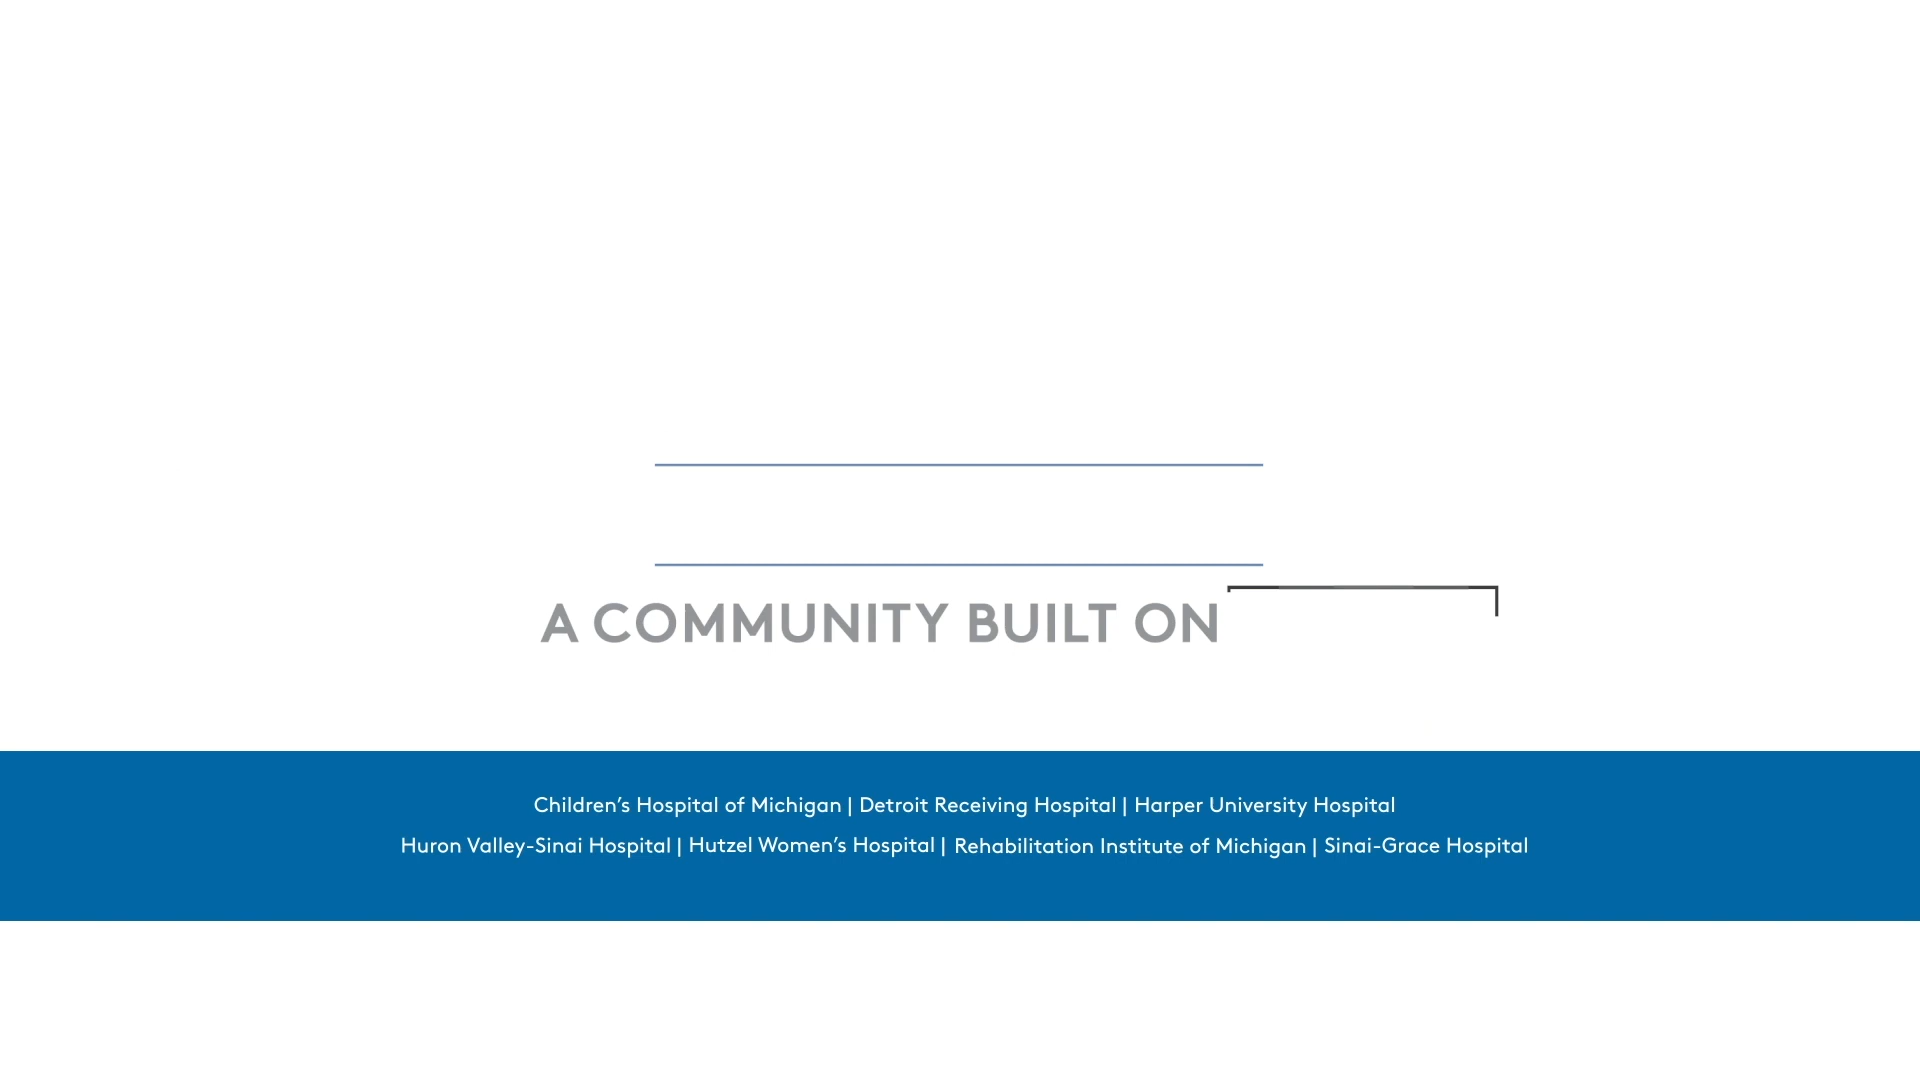 A COMMUNITY BUILT ON
Children’s Hospital of Michigan | Detroit Receiving Hospital | Harper University Hospital
Huron Valley-Sinai Hospital | Hutzel Women’s Hospital | Rehabilitation Institute of Michigan | Sinai-Grace Hospital